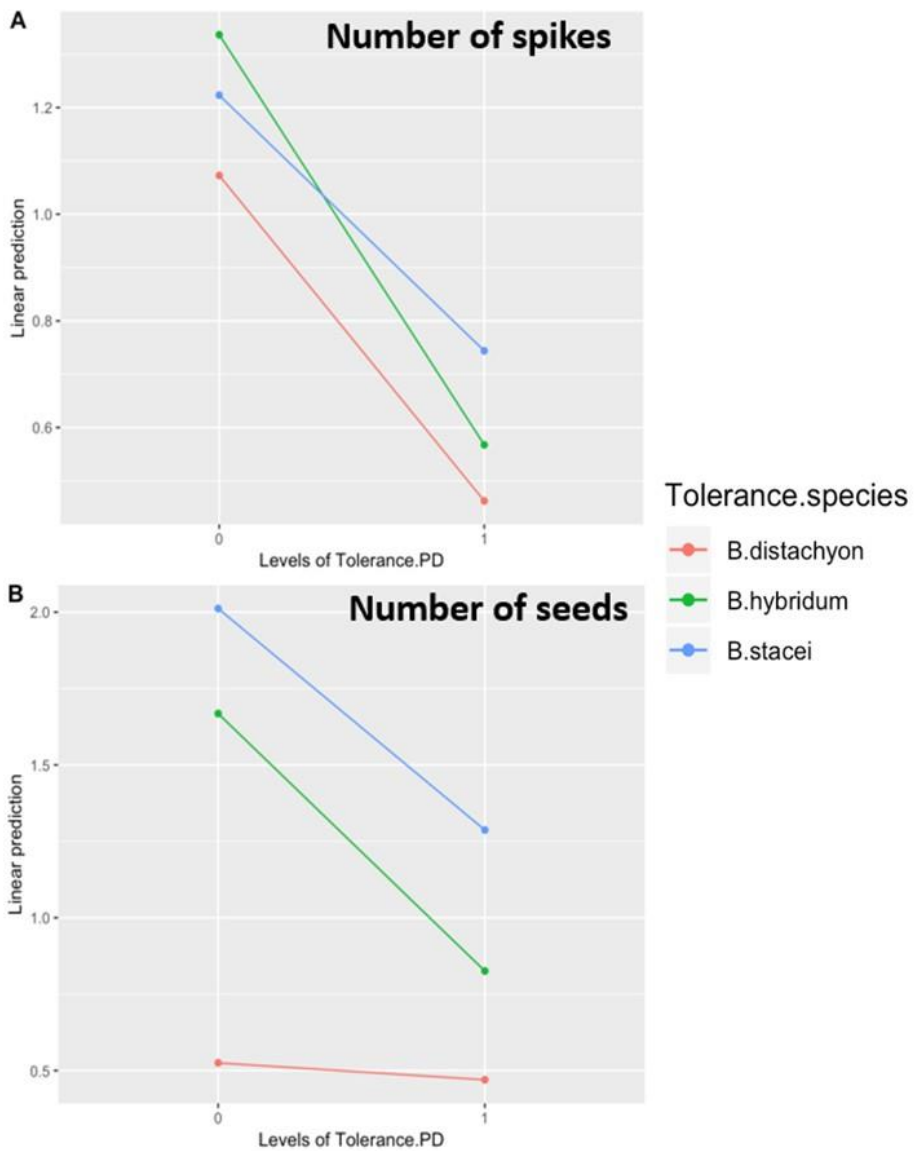 A
Number of spikes
1.2
1.0
0.8
0.6
Linear prediction
0
1
Levels of Tolerance.PD
B
Number of seeds
2.0
1.5
1.0
0.5
Linear prediction
0
1
Levels of Tolerance.PD
Tolerance.species
B.distachyon
B.hybridum
B.stacei